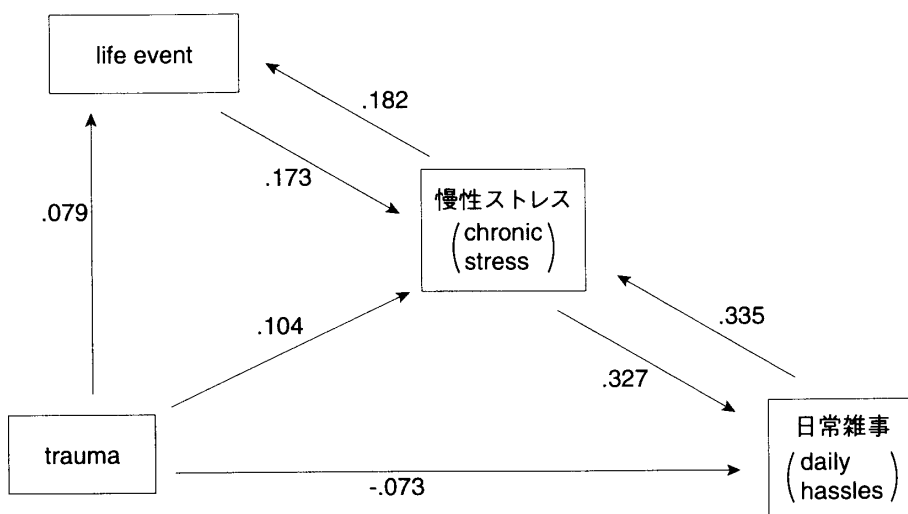 life event
.182
.173
慢性ストレス
(chronic
stress)
.079
.104
.335
.327
日常雑事
(daily
hassles)
trauma
-.073